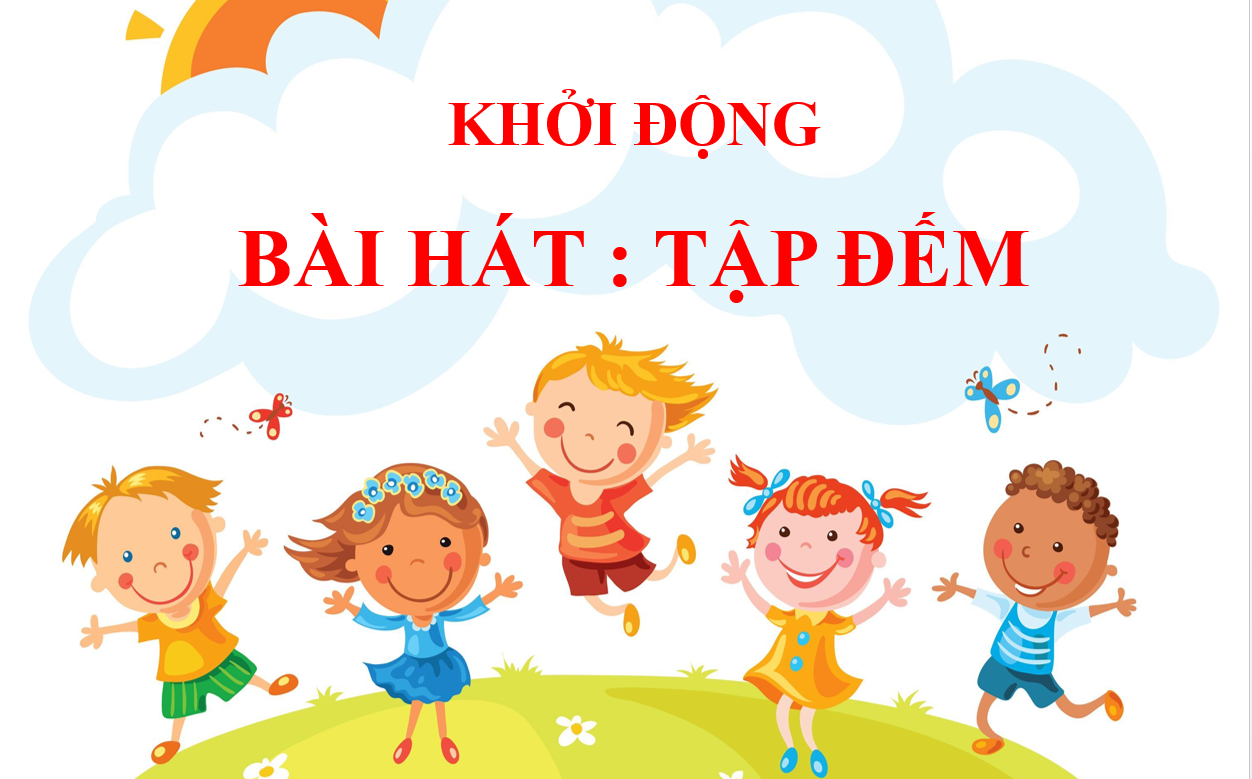 KHỞI ĐỘNG
BÀI HÁT : TẬP ĐẾM